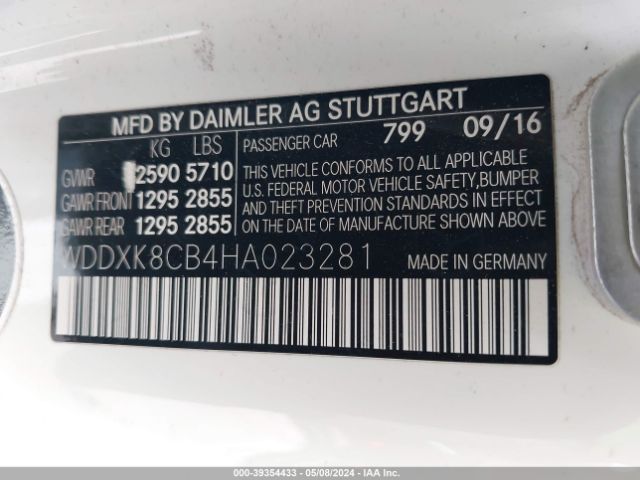 MFD BY DAIMLER AG STUTTGART
KG LBS
GVWR 2590 5710
GAWR FRONT 1295 2855
GAWR REAR 1295 2855
PASSENGER CAR 799 09/16
THIS VEHICLE COMPLIES WITH ALL APPLICABLE
U.S. FEDERAL MOTOR VEHICLE SAFETY, BUMPER
AND THEFT PREVENTION STANDARDS IN EFFECT
ON THE DATE OF MANUFACTURE SHOWN ABOVE.
WDDXK8CB4HA023281 MADE IN GERMANY
000-39354433 - 05/08/2024 - IAA Inc.